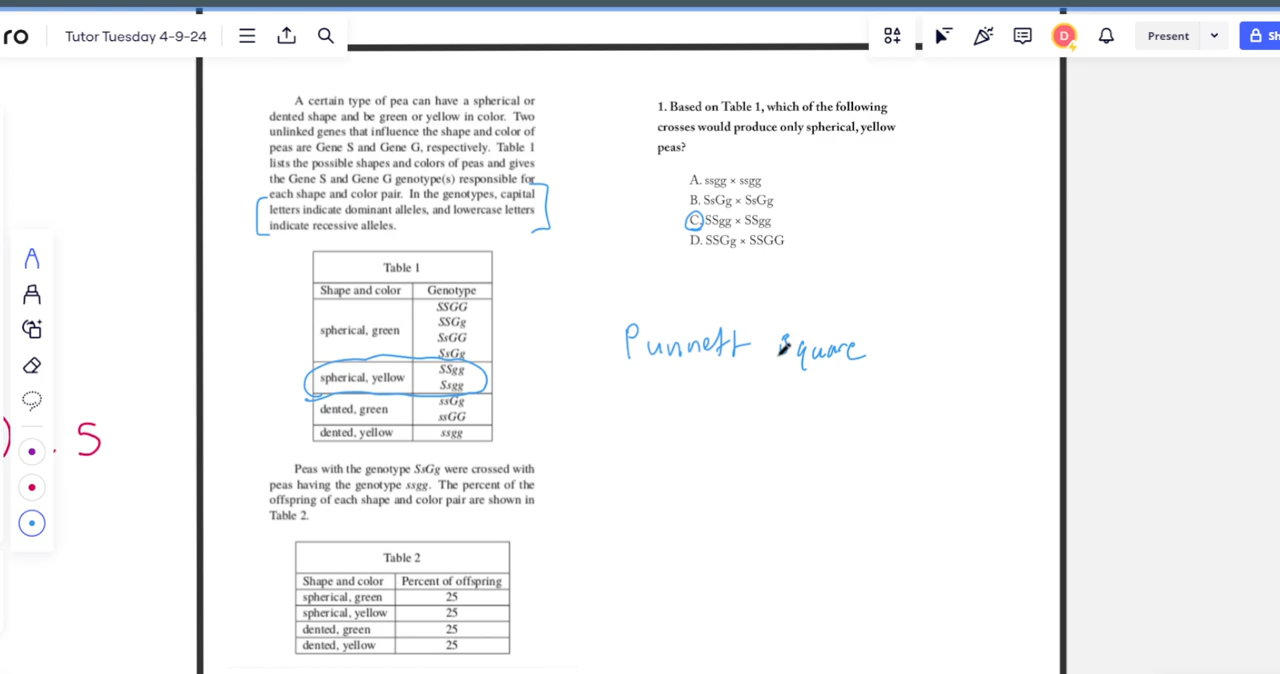 ro
Tutor Tuesday 4-9-24
D
Present
Sh
A certain type of pea can have a spherical or
dented shape and be green or yellow in color. Two
unlinked genes that influence the shape and color of
peas are Gene S and Gene G, respectively. Table 1
lists the possible shapes and colors of peas and gives
the Gene S and Gene G genotype(s) responsible for
each shape and color pair. In the genotypes, capital
letters indicate dominant alleles, and lowercase letters
indicate recessive alleles.
Table 1
Shape and color Genotype
spherical, green SSGG
SSGg
SsGG
SsGg
spherical, yellow SSgg
Ssgg
dented, green ssGg
ssGG
dented, yellow ssgg
Peas with the genotype SsGg were crossed with
peas having the genotype ssgg. The percent of the
offspring of each shape and color pair are shown in
Table 2.
Table 2
Shape and color Percent of offspring
spherical, green 25
spherical, yellow 25
dented, green 25
dented, yellow 25
1. Based on Table 1, which of the following
crosses would produce only spherical, yellow
peas?
A. ssgg × ssgg
B. SsGg × SsGg
C. SSgg × SSgg
D. SSGg × SSGG
Punnett square
) . 5